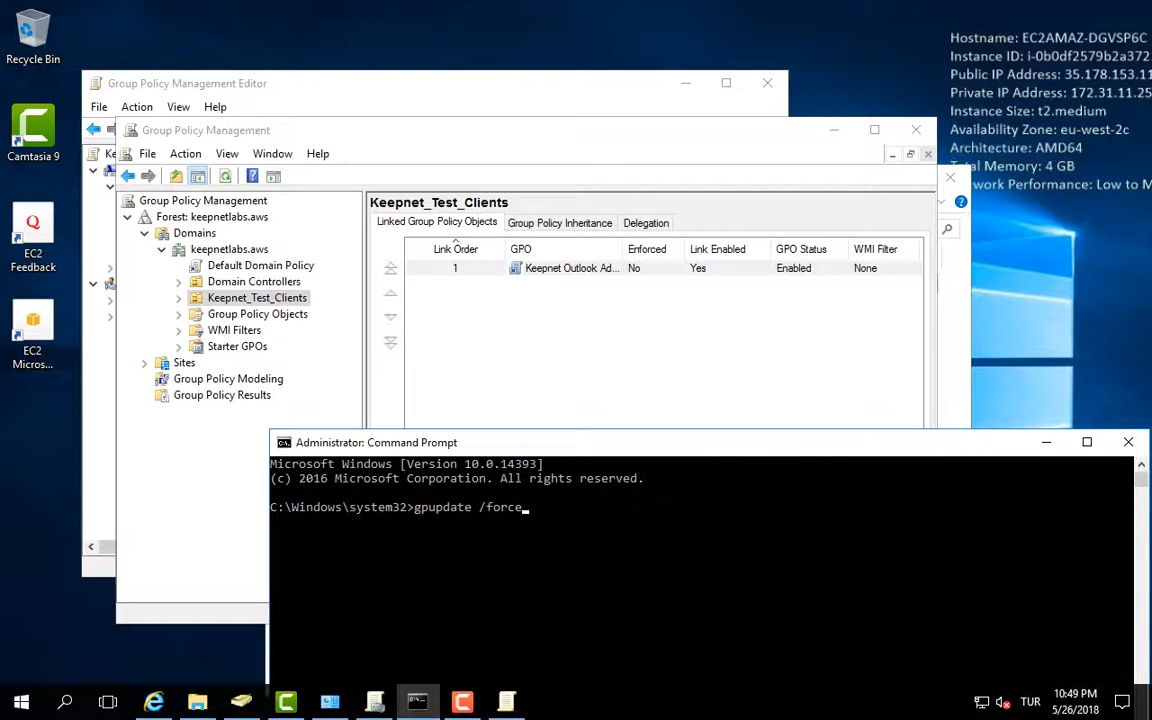 Recycle Bin
Camtasia 9
EC2
Feedback
EC2
Micros...
Hostname: EC2AMAZ-DGVSP6C
Instance ID: i-0b0df2579b2a372
Public IP Address: 35.178.153.11
Private IP Address: 172.31.11.25
Instance Size: t2.medium
Availability Zone: eu-west-2c
Architecture: AMD64
Total Memory: 4 GB
work Performance: Low to M
Group Policy Management Editor
File Action View Help
Ke
Group Policy Management
File Action View Window Help
Group Policy Management
Forest: keepnetlabs.aws
Domains
keepnetlabs.aws
Default Domain Policy
Domain Controllers
Keepnet_Test_Clients
Group Policy Objects
WMI Filters
Starter GPOs
Sites
Group Policy Modeling
Group Policy Results
Keepnet_Test_Clients
Linked Group Policy Objects Group Policy Inheritance Delegation
Link Order GPO Enforced Link Enabled GPO Status WMI Filter
1 Keepnet Outlook Ad... No Yes Enabled None
Administrator: Command Prompt
Microsoft Windows [Version 10.0.14393]
(c) 2016 Microsoft Corporation. All rights reserved.
C:\Windows\system32>gpupdate /force
TUR
10:49 PM
5/26/2018